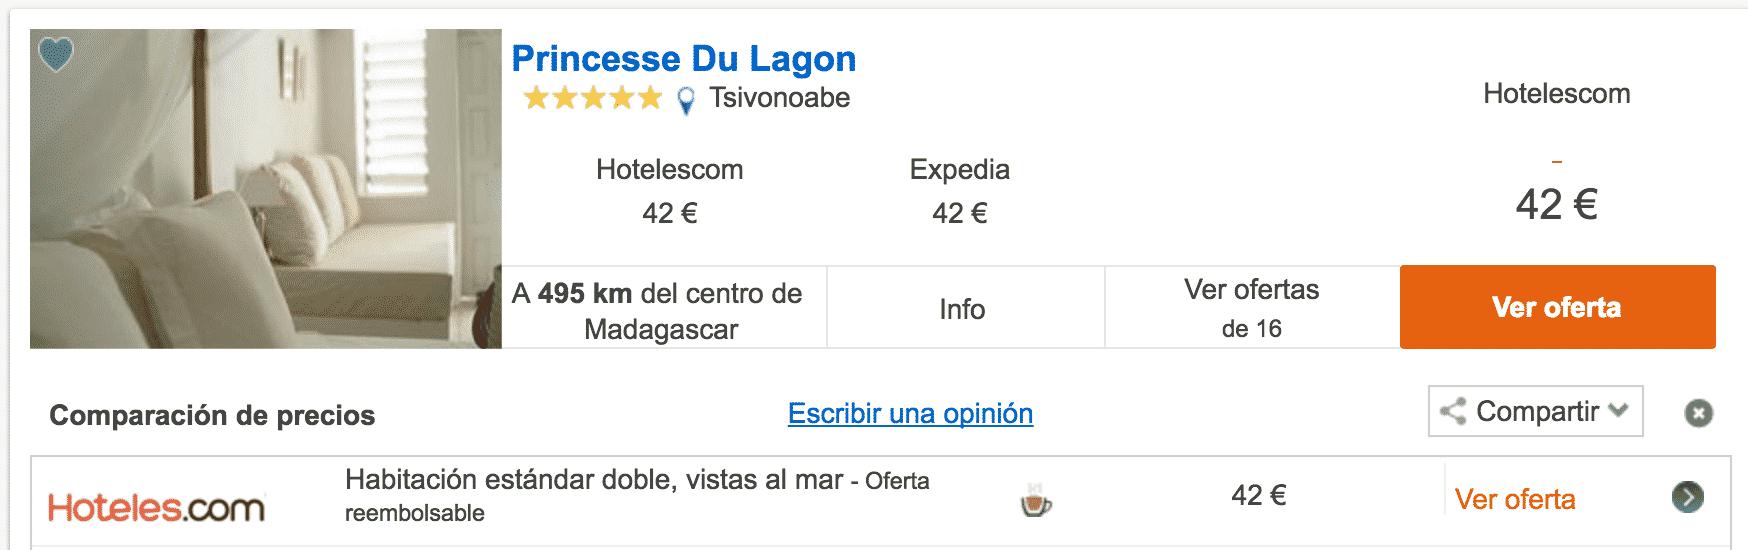 Princesse Du Lagon
Tsivonoabe
Hotelescom
42 €
Expedia
42 €
Hotelescom
42 €
A 495 km del centro de
Madagascar
Info
Ver ofertas
de 16
Ver oferta
Comparación de precios
Escribir una opinión
Compartir
Hoteles.com
Habitación estándar doble, vistas al mar - Oferta
reembolsable
42 €
Ver oferta